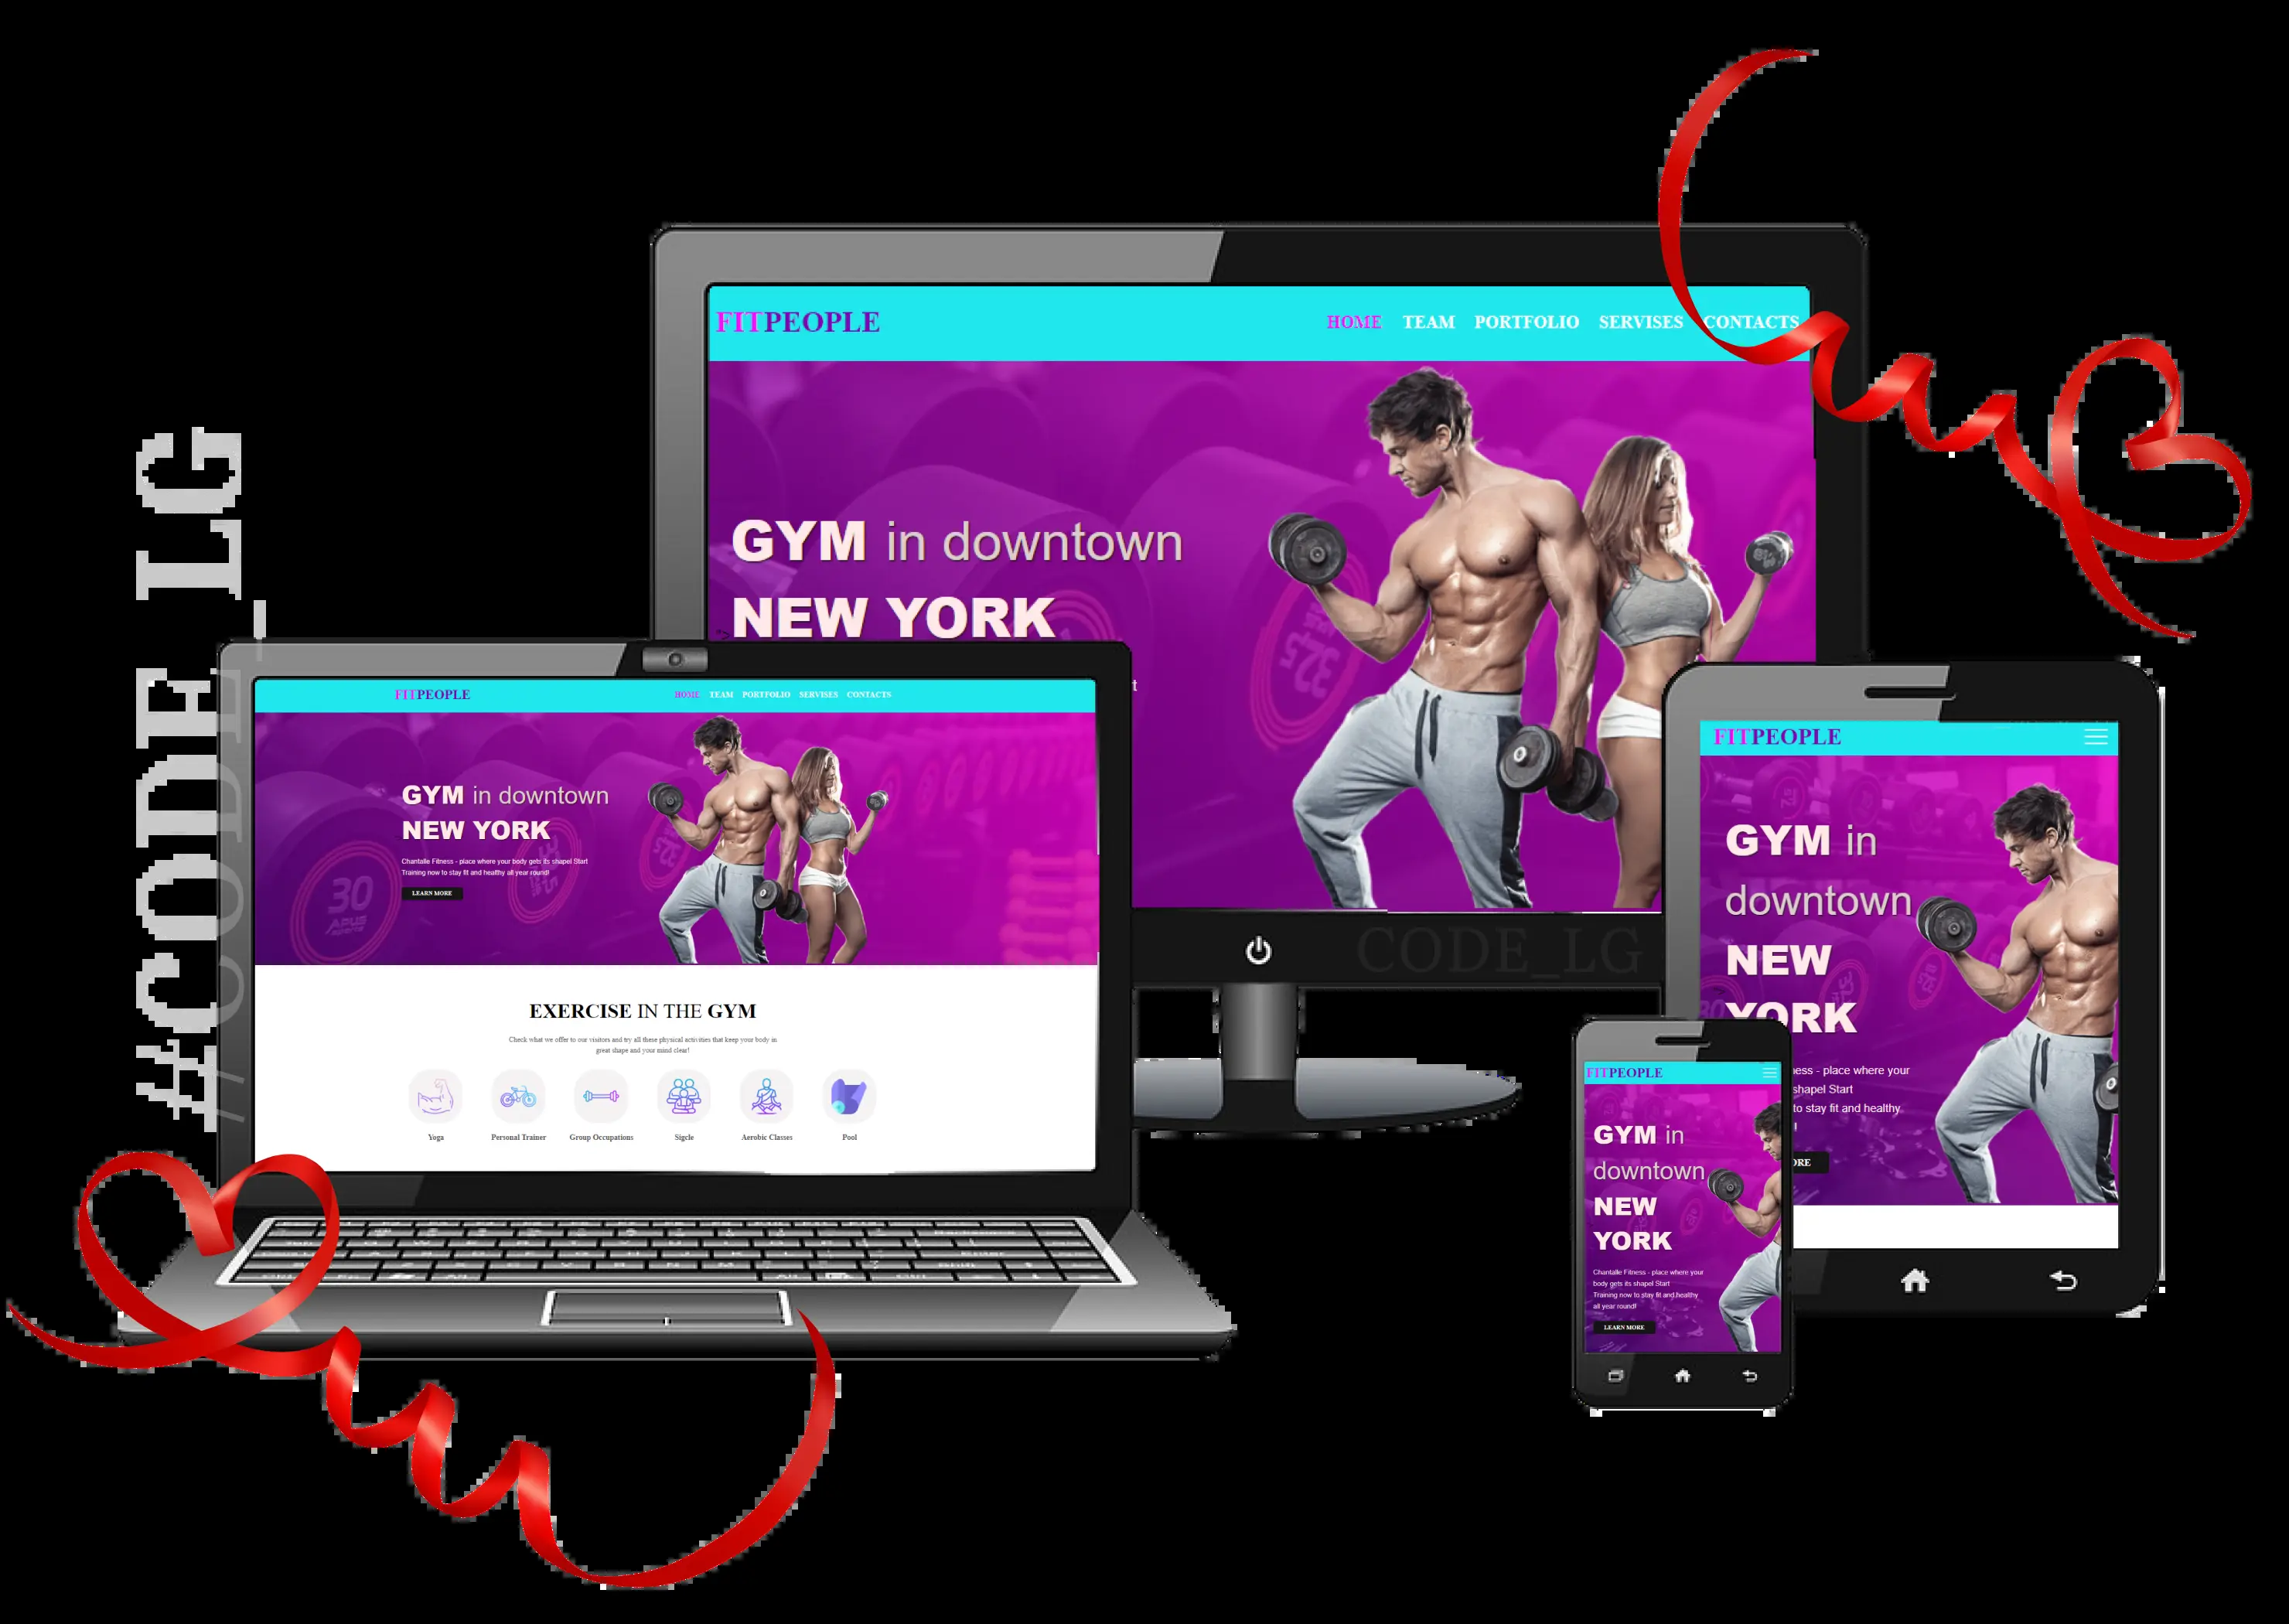 #CODE_LG
FITPEOPLE
HOME TEAM PORTFOLIO SERVISES CONTACTS
GYM in downtown
NEW YORK
t
CODE_LG
FITPEOPLE
HOME TEAM PORTFOLIO SERVISES CONTACTS
GYM in downtown
NEW YORK
Chantalle Fitness - place where your body gets its shape! Start
Training now to stay fit and healthy all year round!
LEARN MORE
30
EXERCISE IN THE GYM
Check what we offer to our visitors and try all these physical activities that keep your body in
great shape and your mind clear!
Yoga Personal Trainer Group Occupations Sigcle Aerobic Classes Pool
FITPEOPLE
GYM in
downtown
NEW
YORK
ness - place where your
shape! Start
to stay fit and healthy
!
ORE
FITPEOPLE
GYM in
downtown
NEW
YORK
Chantalle Fitness - place where your
body gets its shape! Start
Training now to stay fit and healthy
all year round!
LEARN MORE